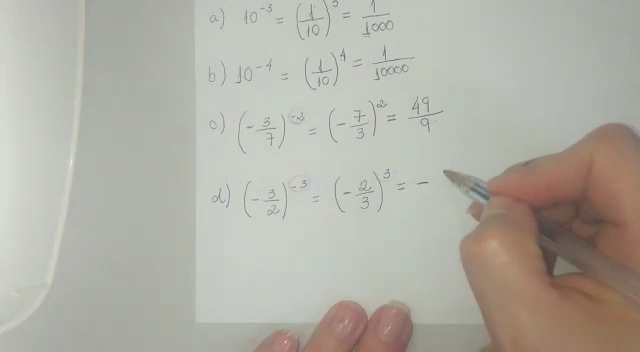 a) 10⁻³ = (1/10)³ = 1/1000
b) 10⁻⁴ = (1/10)⁴ = 1/10000
c) (-3/7)⁻² = (-7/3)² = 49/9
d) (-3/2)⁻³ = (-2/3)³ = -